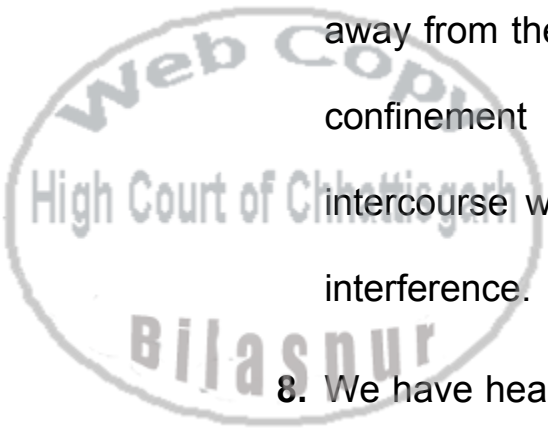 away from the
confinement
intercourse w
interference.
8. We have hea
Web Copy
High Court of Chhattisgarh
Bilaspur